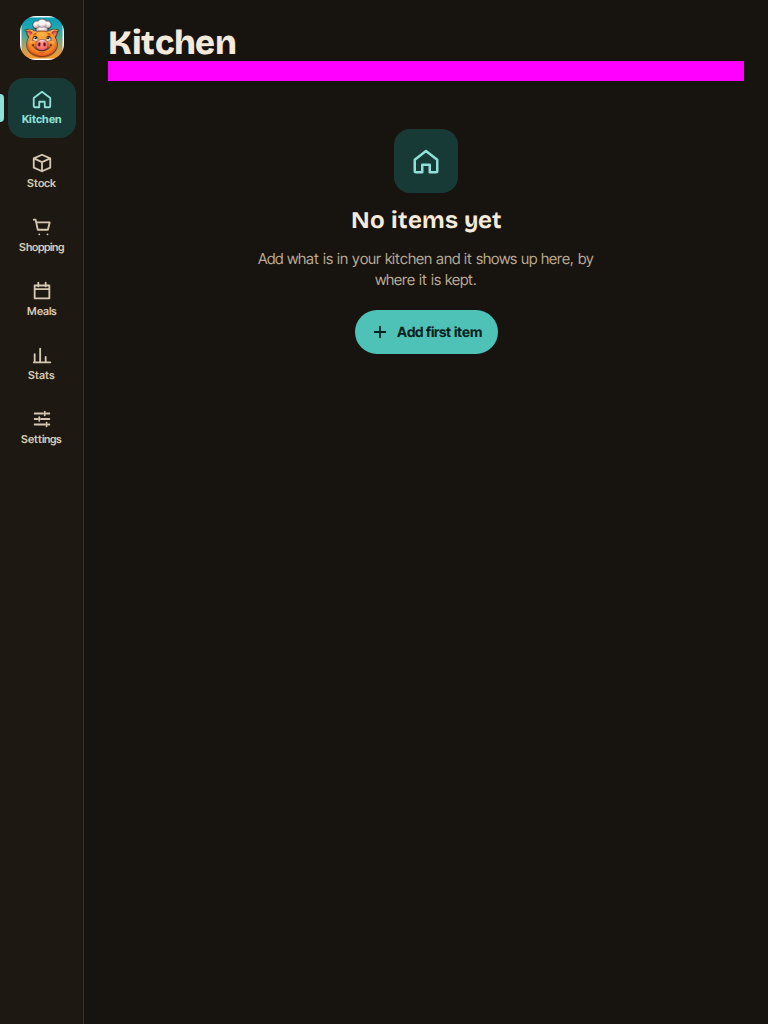 Kitchen
Kitchen
Stock
Shopping
Meals
Stats
Settings
No items yet
Add what is in your kitchen and it shows up here, by
where it is kept.
Add first item